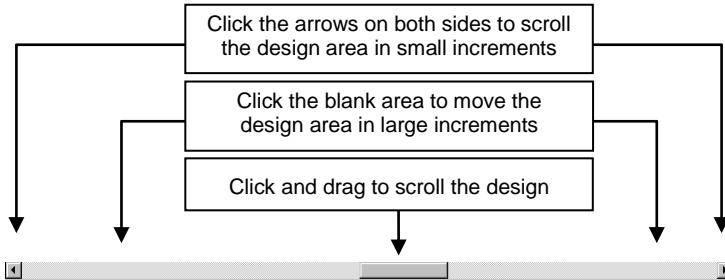 Click the arrows on both sides to scroll
the design area in small increments
Click the blank area to move the
design area in large increments
Click and drag to scroll the design